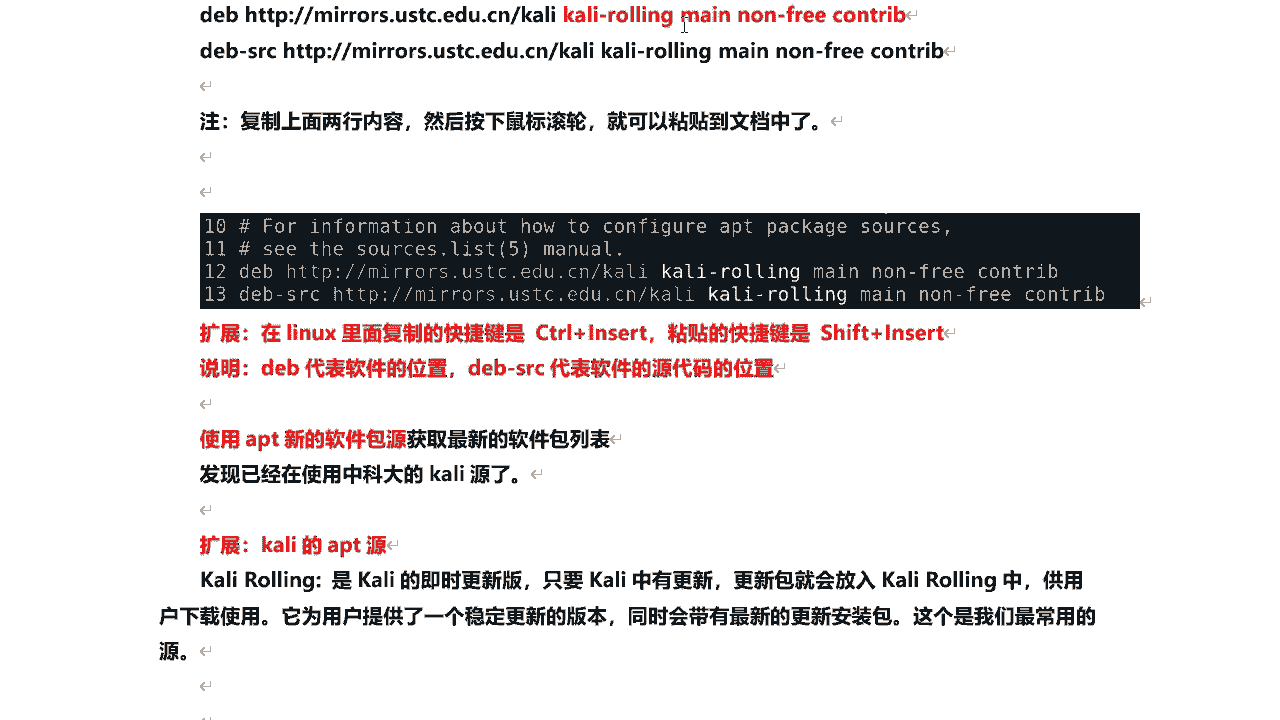 deb http://mirrors.ustc.edu.cn/kali kali-rolling main non-free contrib
deb-src http://mirrors.ustc.edu.cn/kali kali-rolling main non-free contrib
注：复制上面两行内容，然后按下鼠标滚轮，就可以粘贴到文档中了。
10 # For information about how to configure apt package sources,
11 # see the sources.list(5) manual.
12 deb http://mirrors.ustc.edu.cn/kali kali-rolling main non-free contrib
13 deb-src http://mirrors.ustc.edu.cn/kali kali-rolling main non-free contrib
扩展：在 linux 里面复制的快捷键是 Ctrl+Insert，粘贴的快捷键是 Shift+Insert
说明：deb 代表软件的位置，deb-src 代表软件的源代码的位置
使用 apt 新的软件包源获取最新的软件包列表
发现已经在使用中科大的 kali 源了。
扩展：kali 的 apt 源
Kali Rolling: 是 Kali 的即时更新版，只要 Kali 中有更新，更新包就会放入 Kali Rolling 中，供用
户下载使用。它为用户提供了一个稳定更新的版本，同时会带有最新的更新安装包。这个是我们最常用的
源。